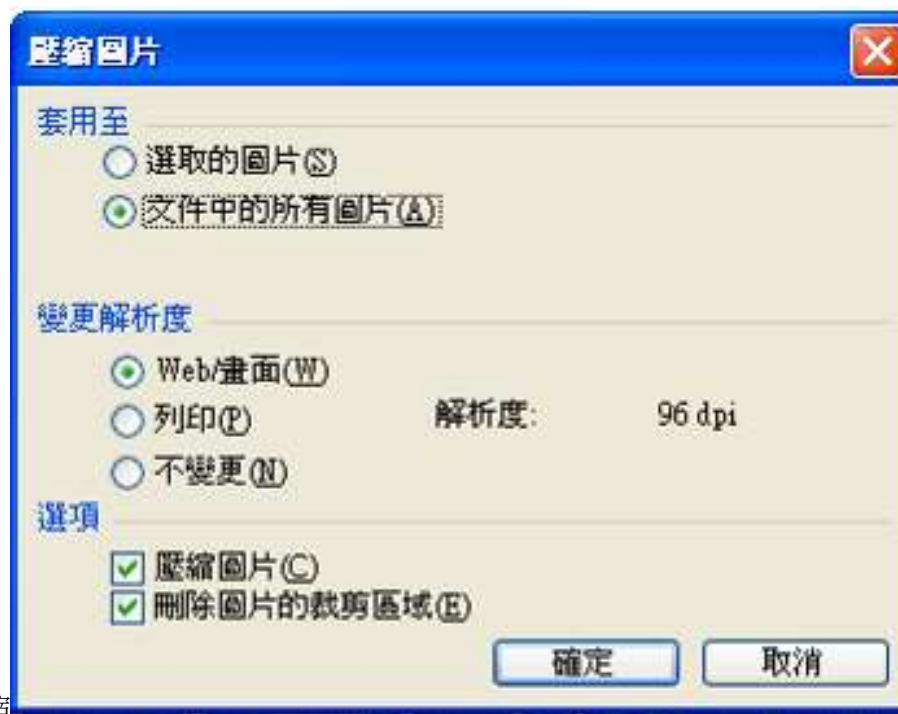 壓縮圖片
套用至
選取的圖片(S)
文件中的所有圖片(A)
變更解析度
Web/畫面(W)
列印(P) 解析度: 96 dpi
不變更(N)
選項
壓縮圖片(C)
刪除圖片的裁剪區域(E)
確定 取消